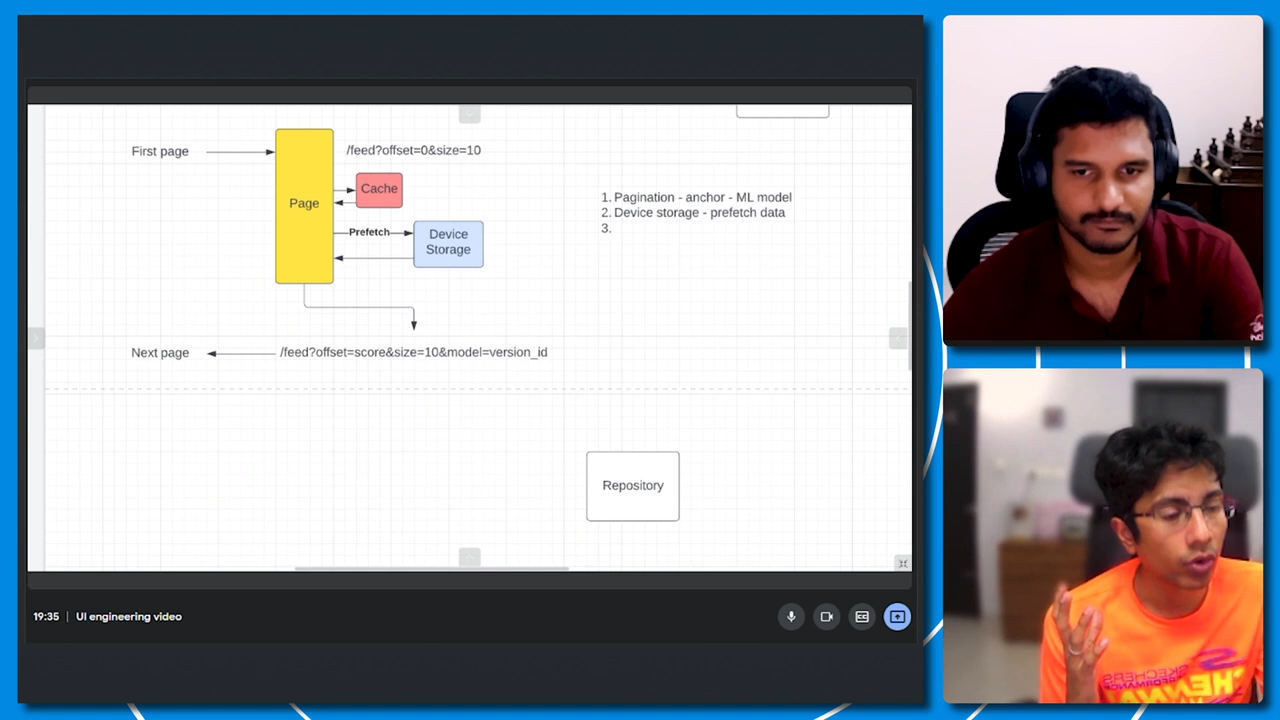 First page
/feed?offset=0&size=10
Cache
Page
Prefetch
Device
Storage
1. Pagination - anchor - ML model
2. Device storage - prefetch data
3.
Next page
/feed?offset=score&size=10&model=version_id
Repository
19:35 | UI engineering video